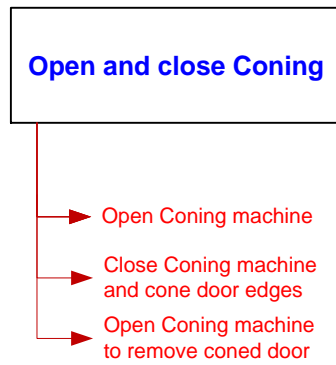 Open and close Coning
Open Coning machine
Close Coning machine
and cone door edges
Open Coning machine
to remove coned door